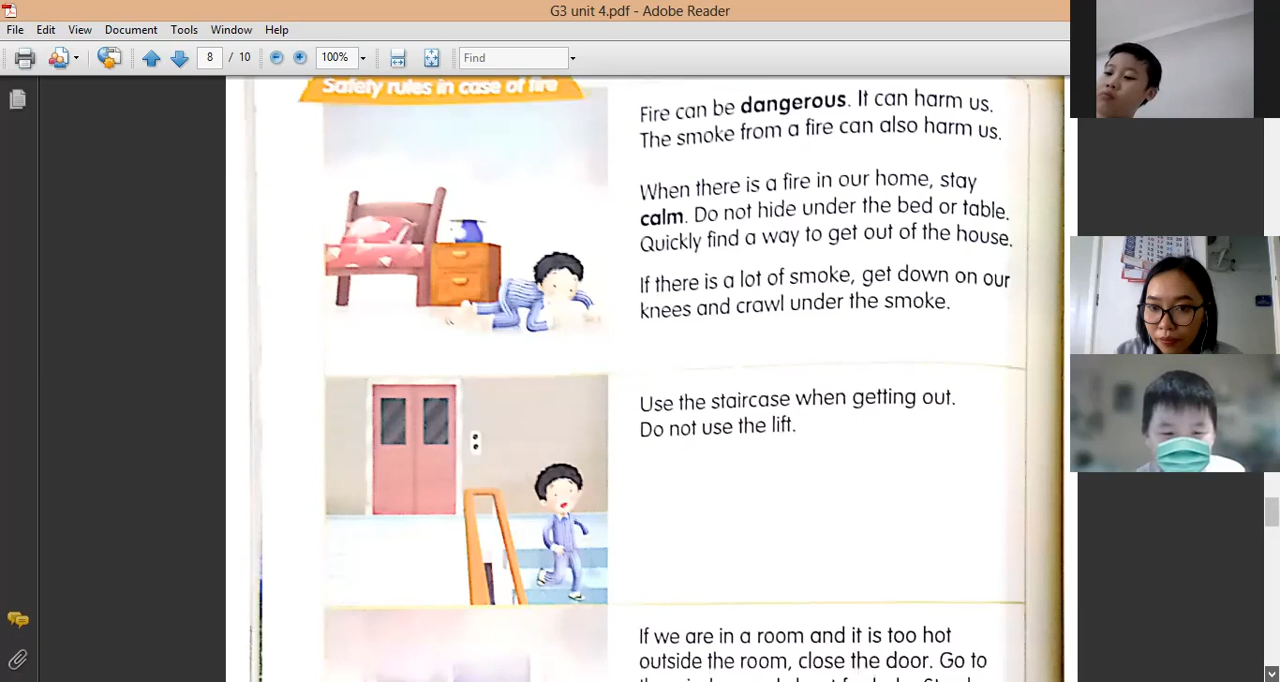 G3 unit 4.pdf - Adobe Reader
File Edit View Document Tools Window Help
8 / 10 100% Find
Safety rules in case of fire
Fire can be dangerous. It can harm us.
The smoke from a fire can also harm us.
When there is a fire in our home, stay
calm. Do not hide under the bed or table.
Quickly find a way to get out of the house.
If there is a lot of smoke, get down on our
knees and crawl under the smoke.
Use the staircase when getting out.
Do not use the lift.
If we are in a room and it is too hot
outside the room, close the door. Go to